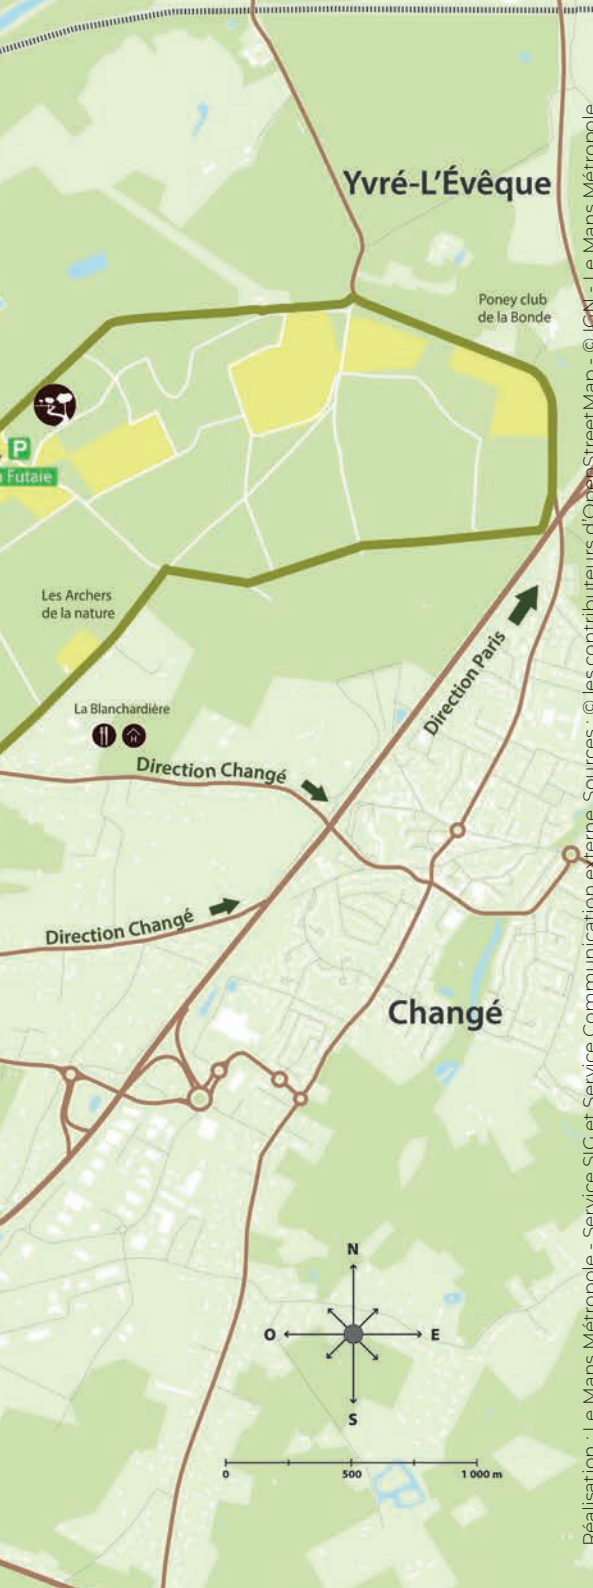 Yvré-L'Évêque
Poney club
de la Bonde
P
Futaie
Les Archers
de la nature
La Blanchardière
H
Direction Paris
Direction Changé
Direction Changé
Changé
N
O
E
S
0
500
1 000 m
Réalisation : Le Mans Métropole - Service SIG et Service Communication externe Sources : © les contributeurs d'OpenStreetMap - © IGN - Le Mans Métropole